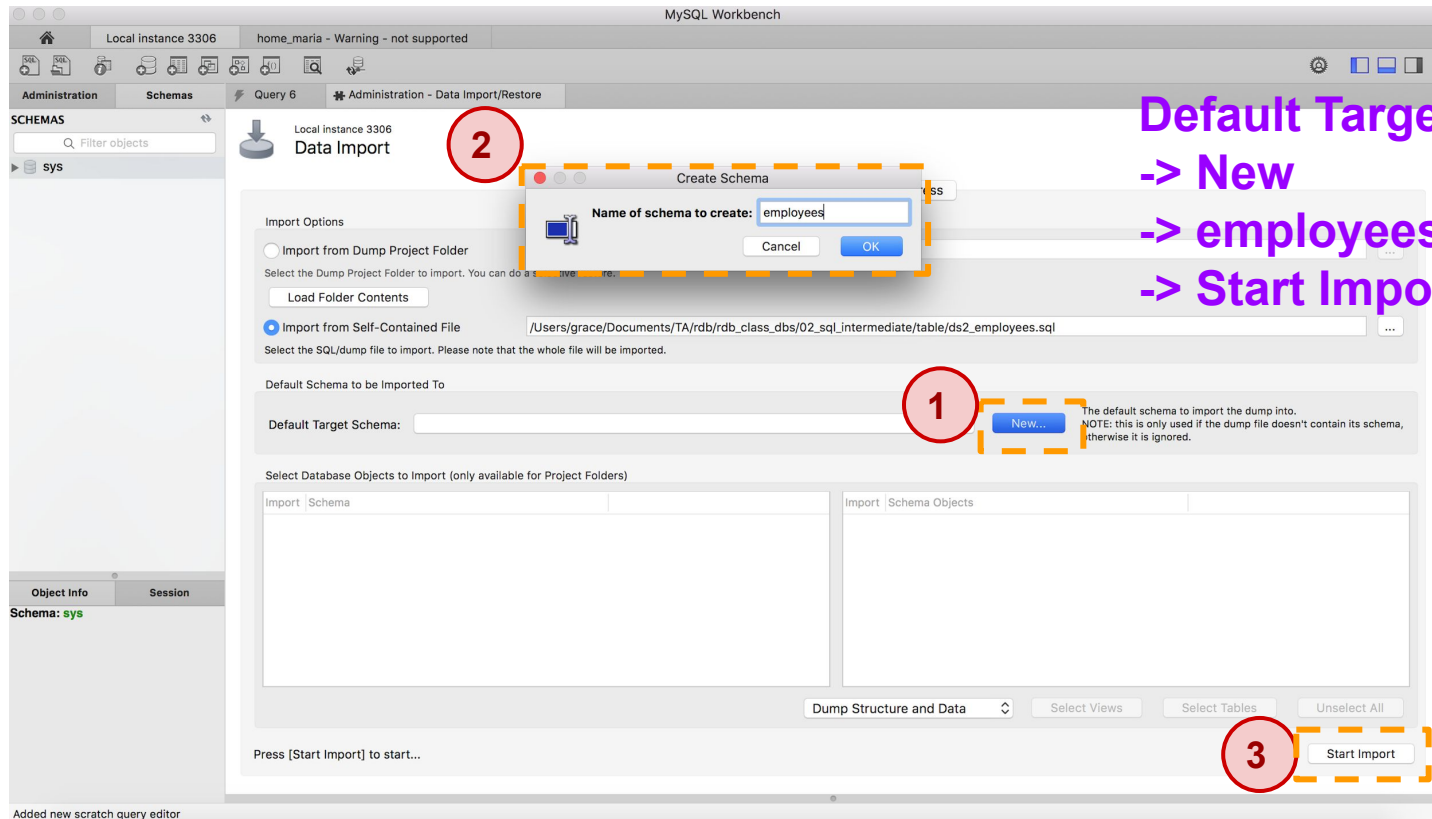 MySQL Workbench
Local instance 3306
home_maria - Warning - not supported
Administration
Schemas
Query 6
Administration - Data Import/Restore
SCHEMAS
Filter objects
sys
Local instance 3306
Data Import
2
Default Targe
-> New
-> employees
-> Start Impo
Create Schema
Name of schema to create: employees
Cancel
OK
ess
Import Options
Import from Dump Project Folder
...
Select the Dump Project Folder to import. You can do a s
Load Folder Contents
Import from Self-Contained File
/Users/grace/Documents/TA/rdb/rdb_class_dbs/02_sql_intermediate/table/ds2_employees.sql
...
Select the SQL/dump file to import. Please note that the whole file will be imported.
Default Schema to be Imported To
Default Target Schema:
1
New...
The default schema to import the dump into.
NOTE: this is only used if the dump file doesn't contain its schema,
otherwise it is ignored.
Select Database Objects to Import (only available for Project Folders)
Import Schema
Import Schema Objects
Object Info
Session
Schema: sys
Dump Structure and Data
Select Views
Select Tables
Unselect All
Press [Start Import] to start...
3
Start Import
Added new scratch query editor